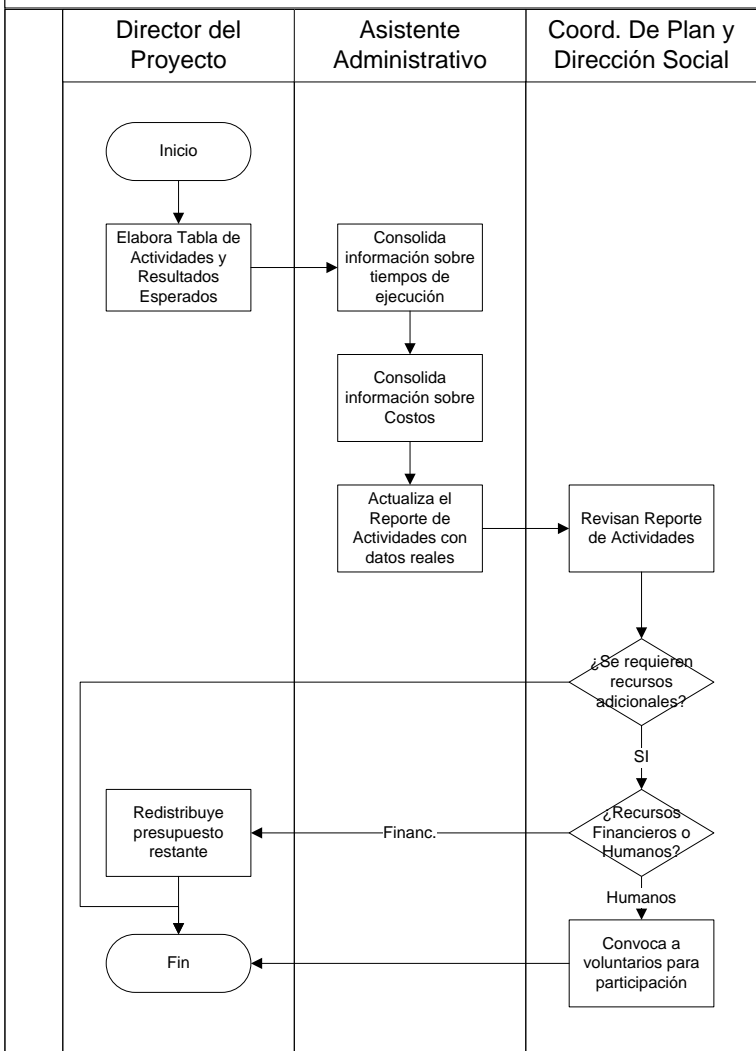 Director del
Proyecto
Asistente
Administrativo
Coord. De Plan y
Dirección Social
Inicio
Elabora Tabla de
Actividades y
Resultados
Esperados
Consolida
información sobre
tiempos de
ejecución
Consolida
información sobre
Costos
Actualiza el
Reporte de
Actividades con
datos reales
Revisan Reporte
de Actividades
¿Se requieren
recursos
adicionales?
SI
¿Recursos
Financieros o
Humanos?
Financ.
Redistribuye
presupuesto
restante
Humanos
Convoca a
voluntarios para
participación
Fin